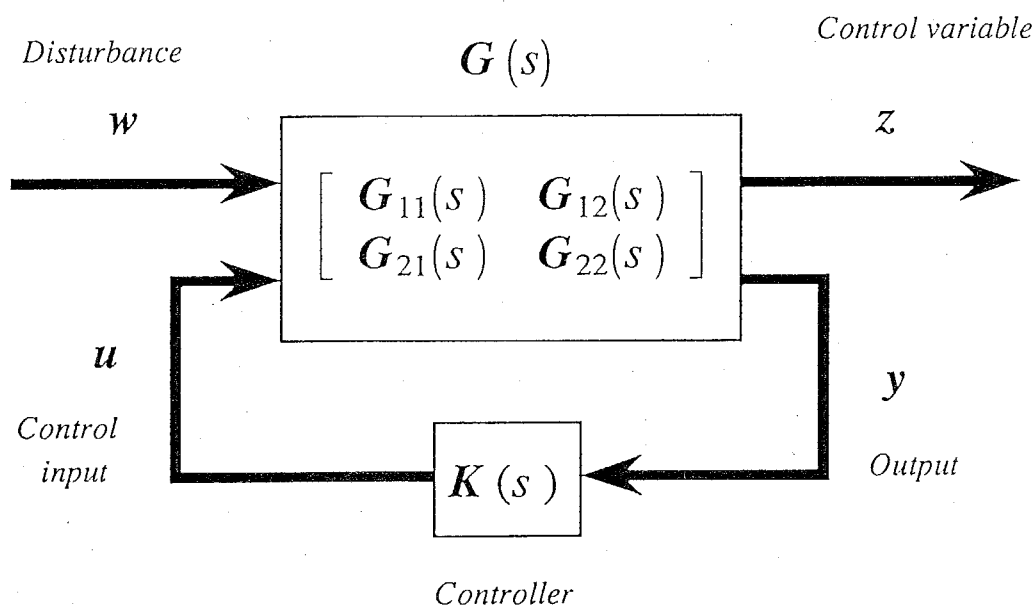 Disturbance
G (s)
Control variable
w
z
G11(s) G12(s)
G21(s) G22(s)
u
y
Control
input
Output
K (s)
Controller